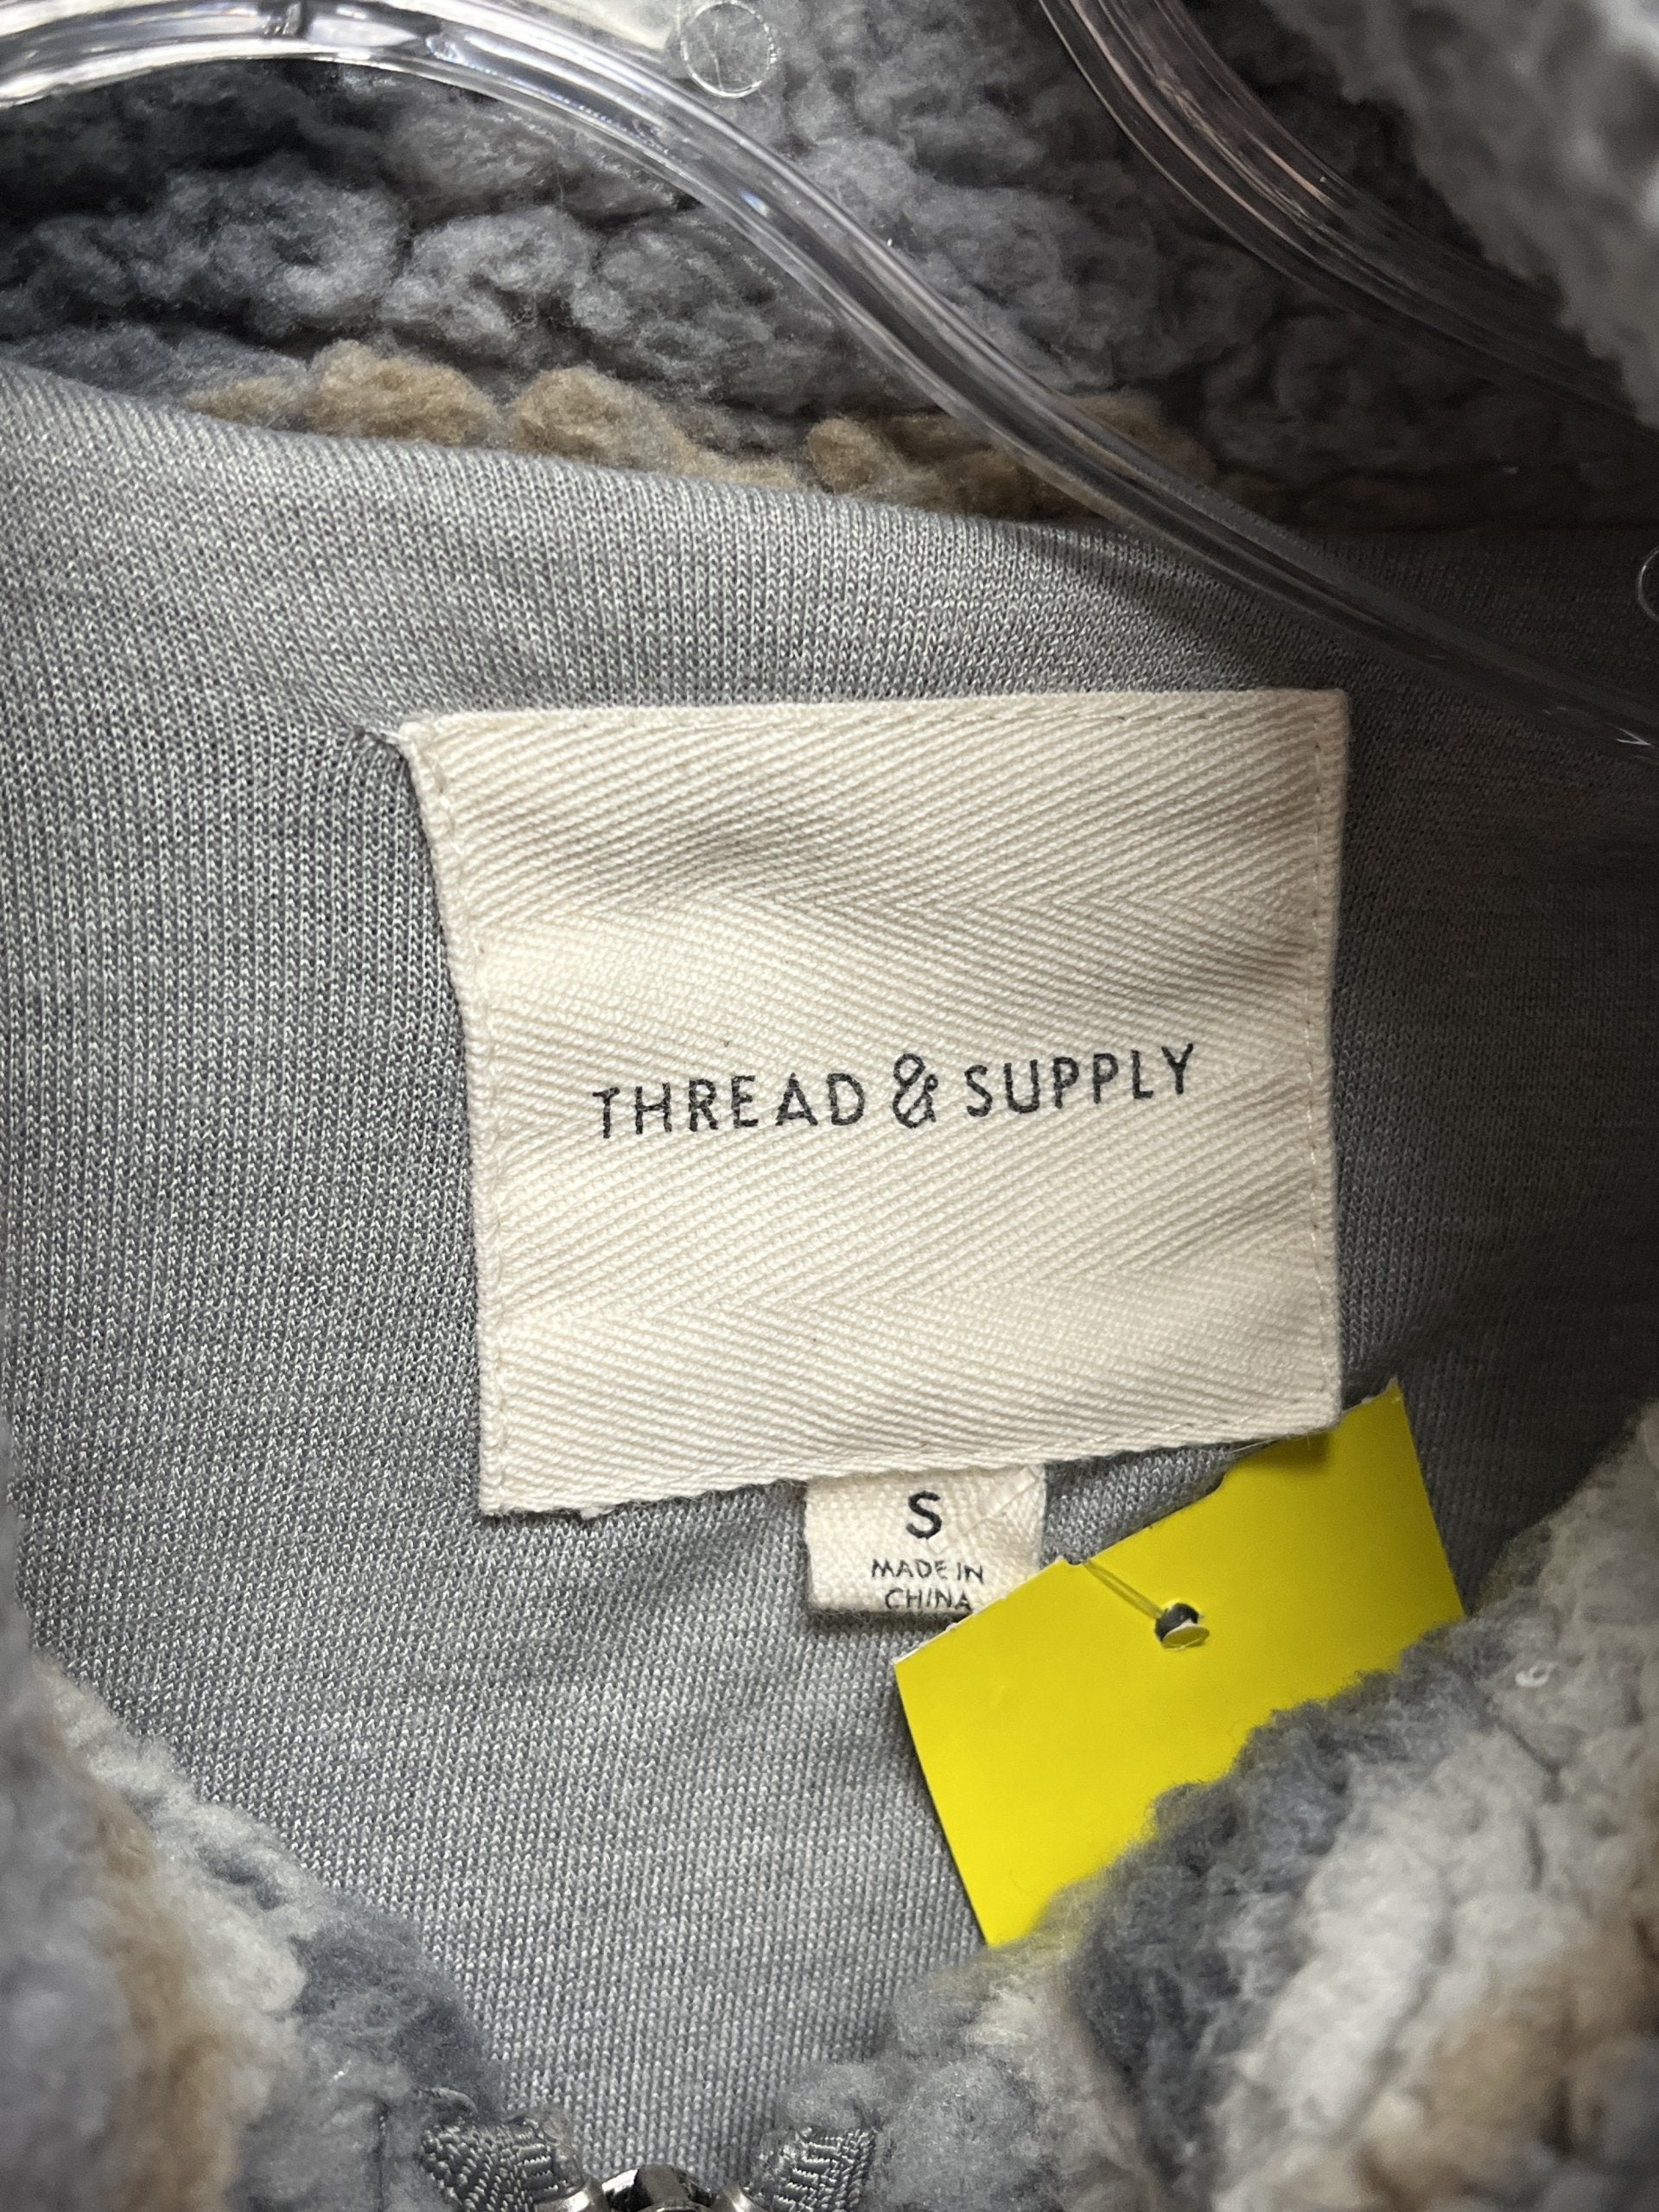 THREAD & SUPPLY
S
MADE IN
CHINA